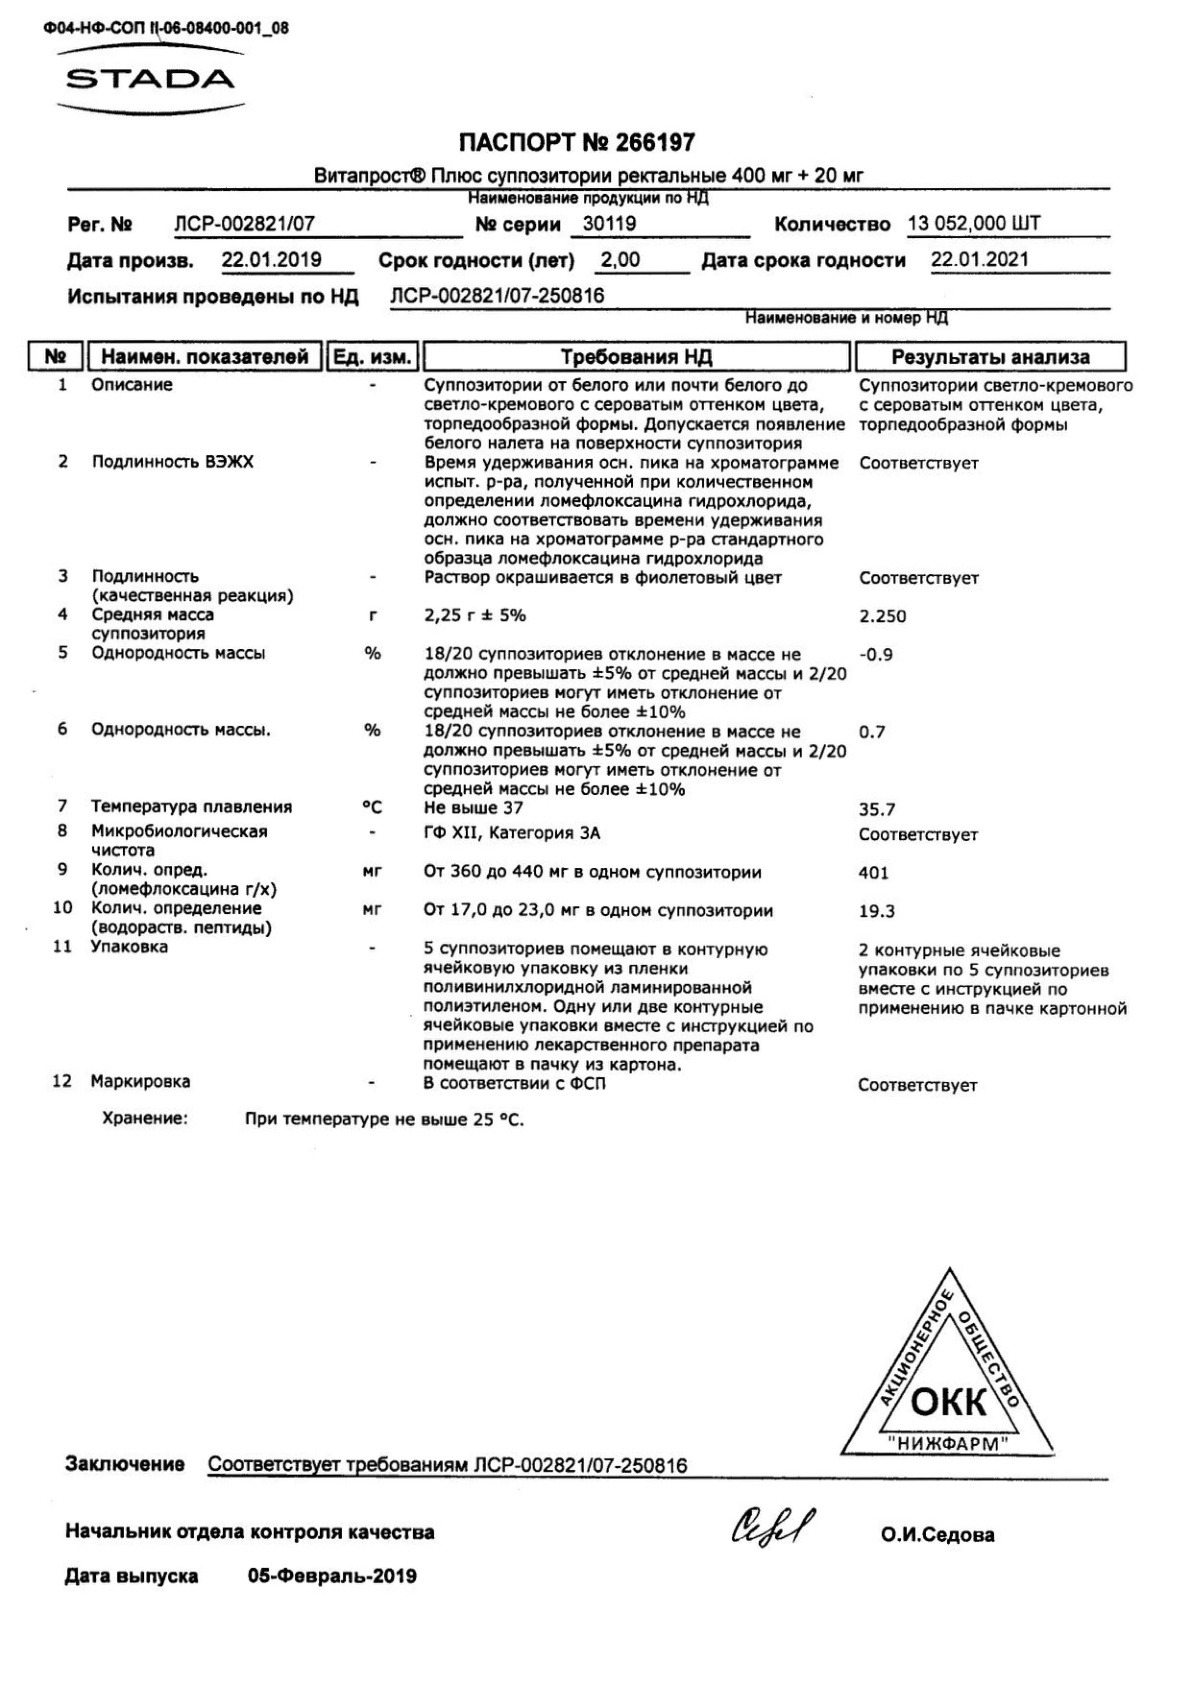 Ф04-НФ-СОП II-06-08400-001_08
STADA
ПАСПОРТ № 266197
Витапрост® Плюс суппозитории ректальные 400 мг + 20 мг
Наименование продукции по НД
Рег. № ЛСР-002821/07 № серии 30119 Количество 13 052,000 ШТ
Дата произв. 22.01.2019 Срок годности (лет) 2,00 Дата срока годности 22.01.2021
Испытания проведены по НД ЛСР-002821/07-250816
Наименование и номер НД
№ Наимен. показателей Ед. изм. Требования НД Результаты анализа
1 Описание - Суппозитории от белого или почти белого до Суппозитории светло-кремового
светло-кремового с сероватым оттенком цвета, с сероватым оттенком цвета,
торпедообразной формы. Допускается появление торпедообразной формы
белого налета на поверхности суппозитория
2 Подлинность ВЭЖХ - Время удерживания осн. пика на хроматограмме Соответствует
испыт. р-ра, полученной при количественном
определении ломефлоксацина гидрохлорида,
должно соответствовать времени удерживания
осн. пика на хроматограмме р-ра стандартного
образца ломефлоксацина гидрохлорида
3 Подлинность - Раствор окрашивается в фиолетовый цвет Соответствует
(качественная реакция)
4 Средняя масса г 2,25 г ± 5% 2.250
суппозитория
5 Однородность массы % 18/20 суппозиториев отклонение в массе не -0.9
должно превышать ±5% от средней массы и 2/20
суппозиториев могут иметь отклонение от
средней массы не более ±10%
6 Однородность массы. % 18/20 суппозиториев отклонение в массе не 0.7
должно превышать ±5% от средней массы и 2/20
суппозиториев могут иметь отклонение от
средней массы не более ±10%
7 Температура плавления °С Не выше 37 35.7
8 Микробиологическая - ГФ XII, Категория 3А Соответствует
чистота
9 Колич. опред. мг От 360 до 440 мг в одном суппозитории 401
(ломефлоксацина г/х)
10 Колич. определение мг От 17,0 до 23,0 мг в одном суппозитории 19.3
(водораств. пептиды)
11 Упаковка - 5 суппозиториев помещают в контурную 2 контурные ячейковые
ячейковую упаковку из пленки упаковки по 5 суппозиториев
поливинилхлоридной ламинированной вместе с инструкцией по
полиэтиленом. Одну или две контурные применению в пачке картонной
ячейковые упаковки вместе с инструкцией по
применению лекарственного препарата
помещают в пачку из картона.
12 Маркировка - В соответствии с ФСП Соответствует
Хранение: При температуре не выше 25 °С.
АКЦИОНЕРНОЕ ОБЩЕСТВО
ОКК
"НИЖФАРМ"
Заключение Соответствует требованиям ЛСР-002821/07-250816
Начальник отдела контроля качества О.И.Седова
Дата выпуска 05-Февраль-2019